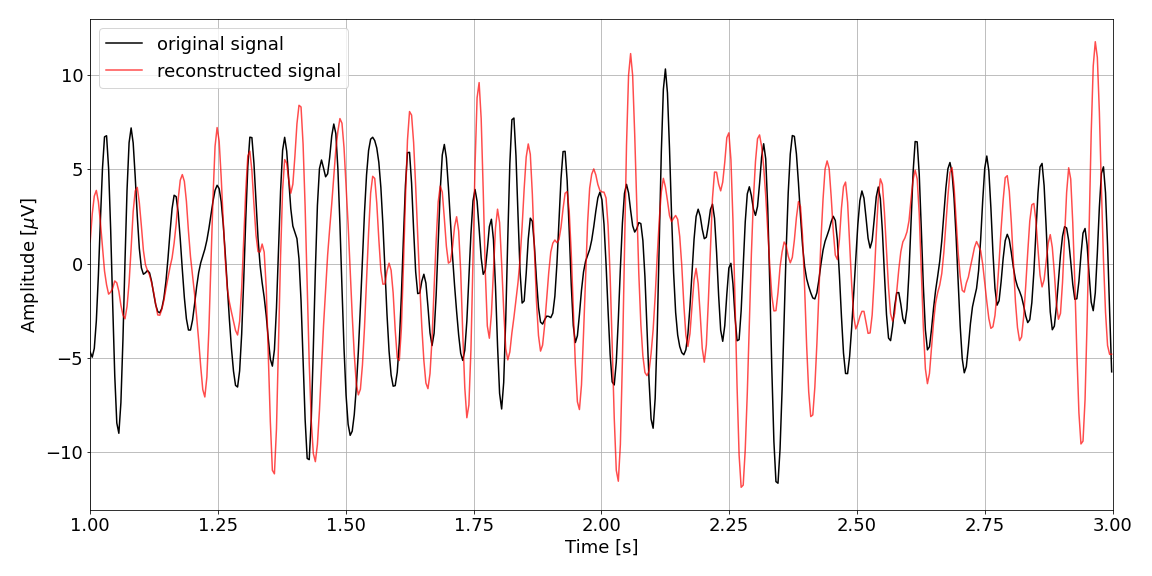 original signal
reconstructed signal
Amplitude [μV]
10
5
0
−5
−10
1.00 1.25 1.50 1.75 2.00 2.25 2.50 2.75 3.00
Time [s]